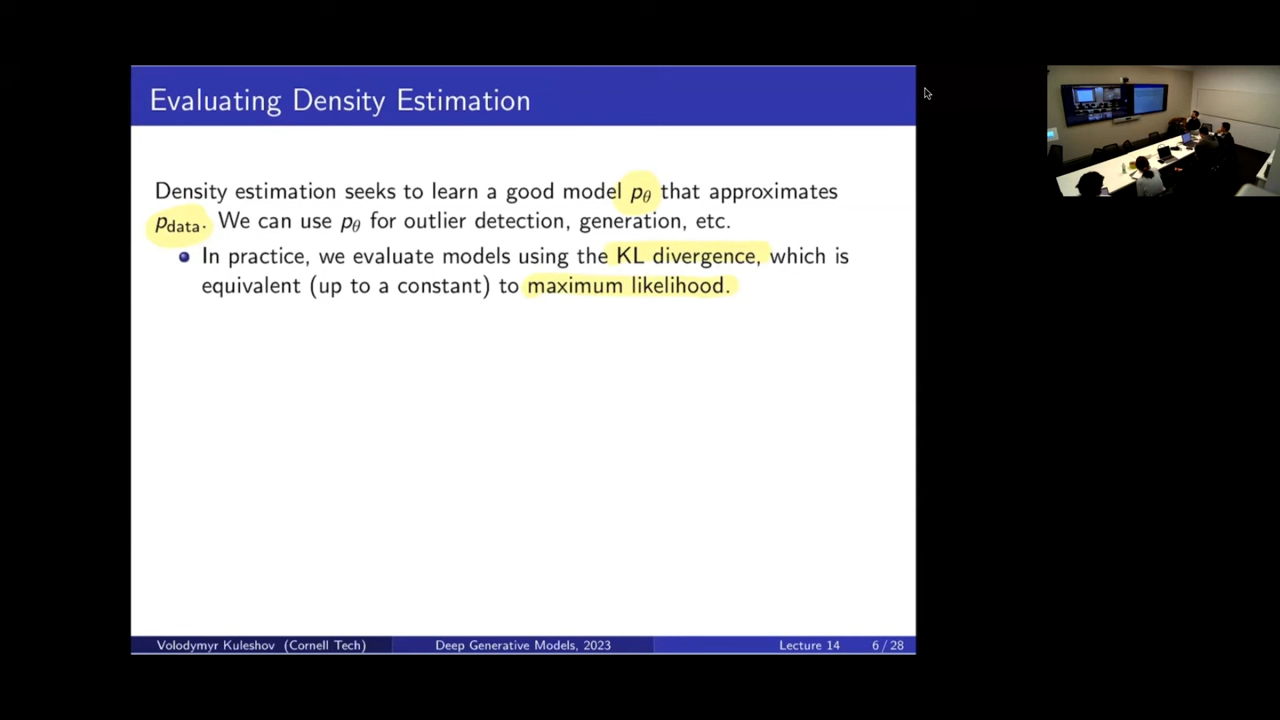 Evaluating Density Estimation
Density estimation seeks to learn a good model pθ that approximates
pdata. We can use pθ for outlier detection, generation, etc.
In practice, we evaluate models using the KL divergence, which is
equivalent (up to a constant) to maximum likelihood.
Volodymyr Kuleshov (Cornell Tech) Deep Generative Models, 2023 Lecture 14 6 / 28